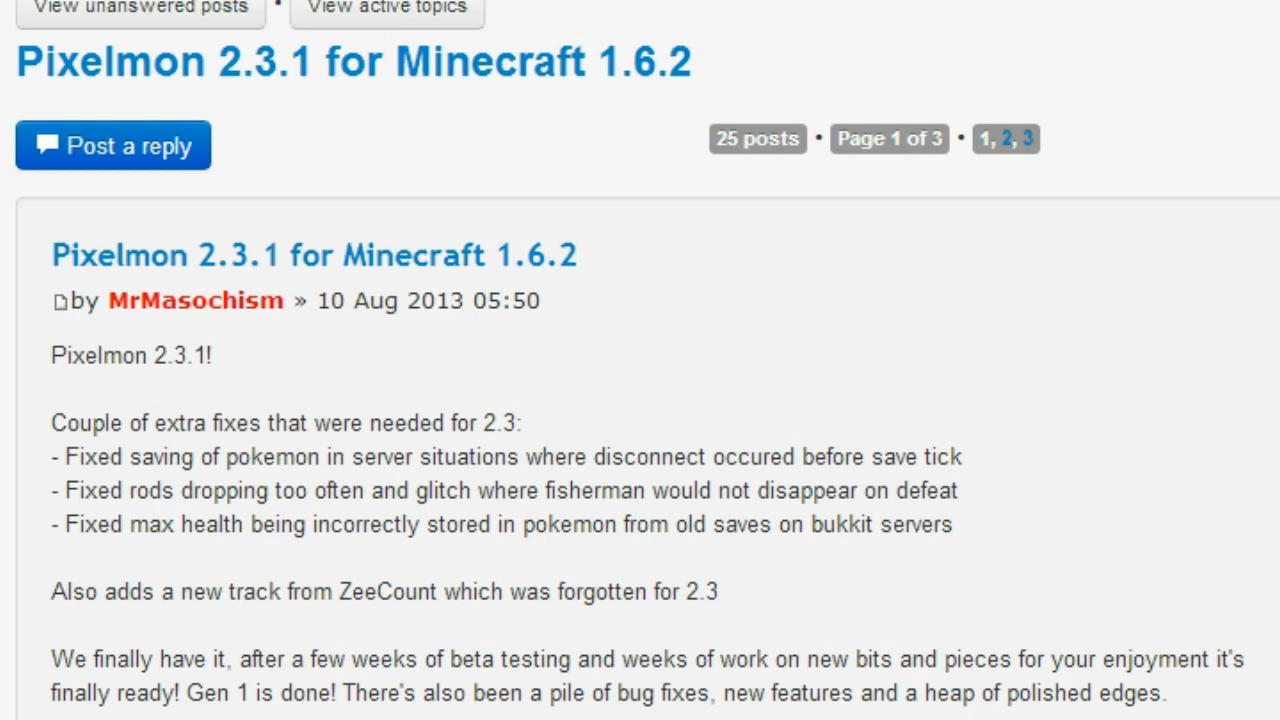 View unanswered posts • View active topics
Pixelmon 2.3.1 for Minecraft 1.6.2
Post a reply
25 posts • Page 1 of 3 • 1, 2, 3
Pixelmon 2.3.1 for Minecraft 1.6.2
by MrMasochism » 10 Aug 2013 05:50
Pixelmon 2.3.1!
Couple of extra fixes that were needed for 2.3:
- Fixed saving of pokemon in server situations where disconnect occured before save tick
- Fixed rods dropping too often and glitch where fisherman would not disappear on defeat
- Fixed max health being incorrectly stored in pokemon from old saves on bukkit servers
Also adds a new track from ZeeCount which was forgotten for 2.3
We finally have it, after a few weeks of beta testing and weeks of work on new bits and pieces for your enjoyment it's
finally ready! Gen 1 is done! There's also been a pile of bug fixes, new features and a heap of polished edges.